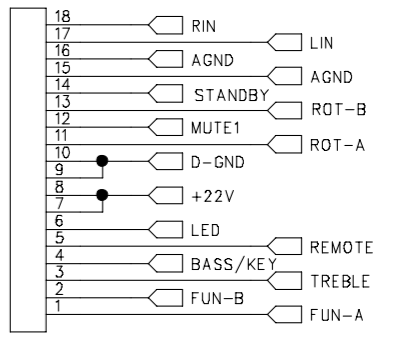 18 RIN
17 LIN
16 AGND
15 AGND
14 STANDBY
13 ROT-B
12 MUTE1
11 ROT-A
10 D-GND
9
8 +22V
7
6 LED
5 REMOTE
4 BASS/KEY
3 TREBLE
2 FUN-B
1 FUN-A